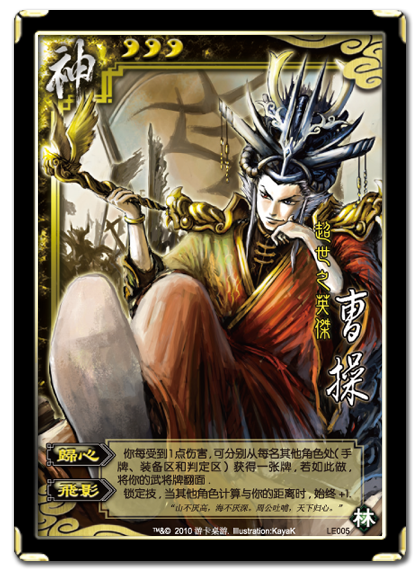 神
超世之英傑
曹操
歸心
你每受到1点伤害,可分别从每名其他角色处(手
牌、装备区和判定区)获得一张牌,若如此做,
将你的武将牌翻面.
飛影
锁定技,当其他角色计算与你的距离时,始终+1.
“山不厌高,海不厌深。周公吐哺,天下归心。”
™&© 2010 游卡桌游. Illustration:KayaK
LE005
林